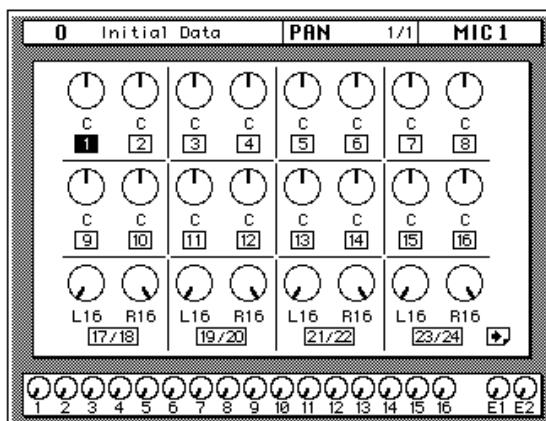 0 Initial Data PAN 1/1 MIC 1
C C C C C C C C
1 2 3 4 5 6 7 8
C C C C C C C C
9 10 11 12 13 14 15 16
L16 R16 L16 R16 L16 R16 L16 R16
17/18 19/20 21/22 23/24
1 2 3 4 5 6 7 8 9 10 11 12 13 14 15 16 E1 E2